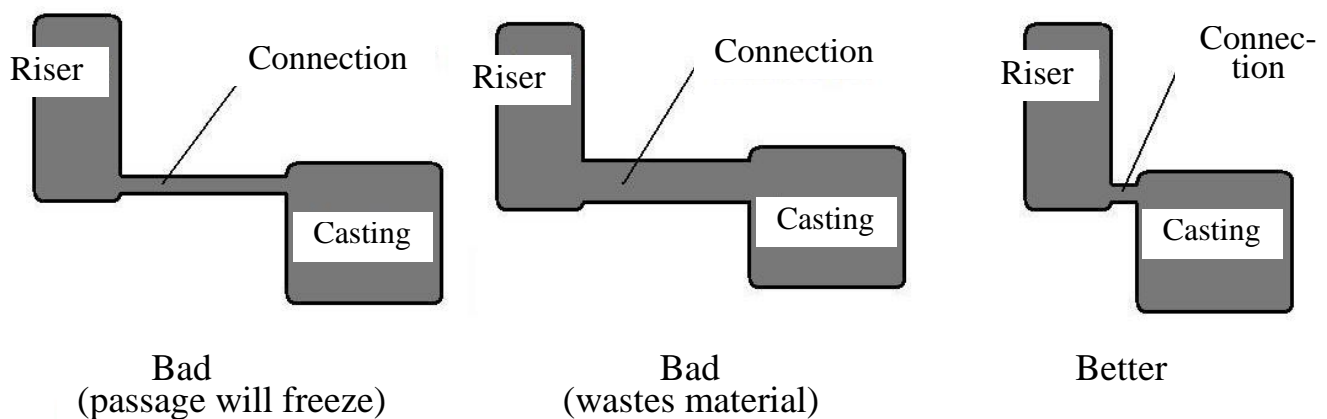 Riser
Connection
Casting
Bad
(passage will freeze)
Riser
Connection
Casting
Bad
(wastes material)
Riser
Connec-
tion
Casting
Better